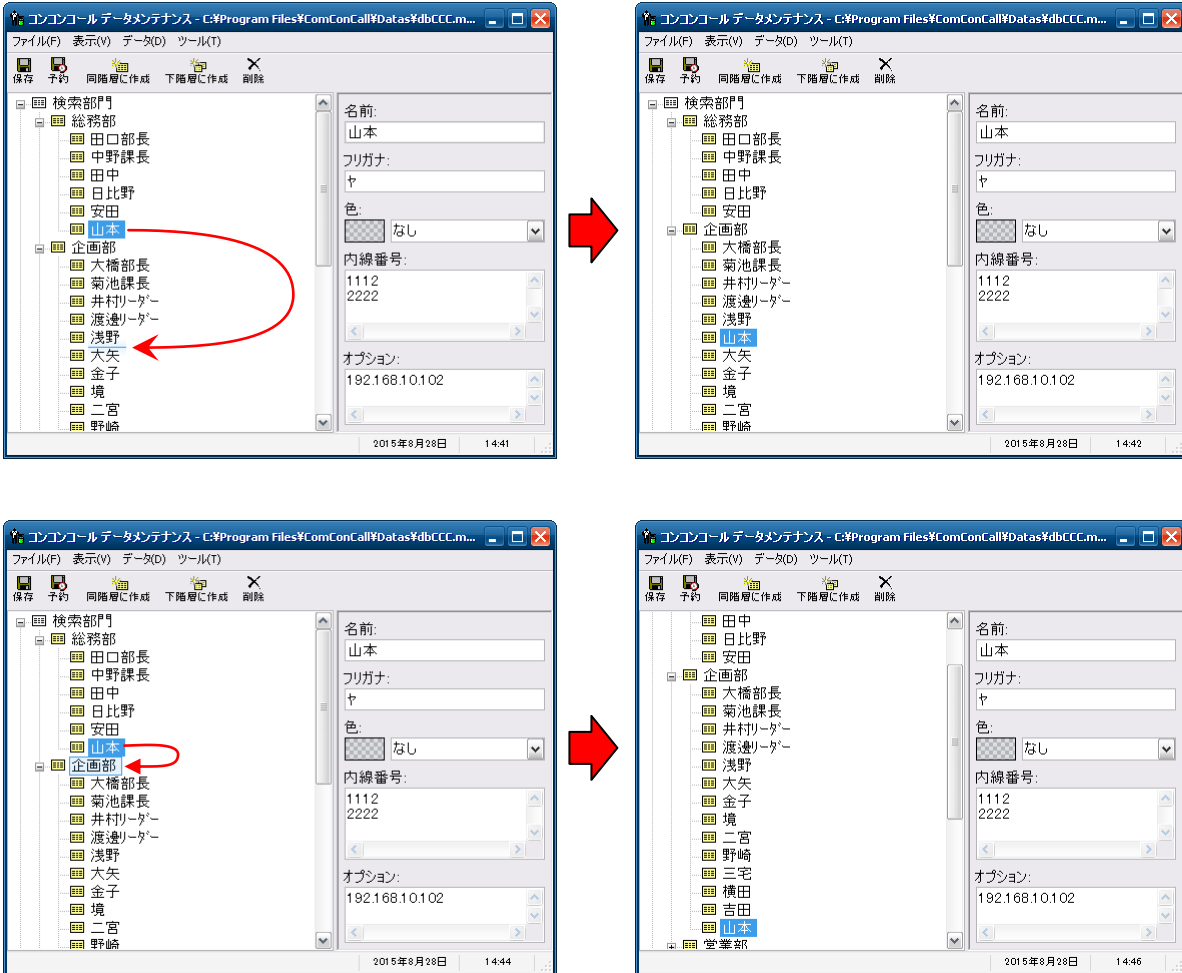 コンコンコール データメンテナンス - C:¥Program Files¥ComConCall¥Datas¥dbCCC.m...
ファイル(F) 表示(V) データ(D) ツール(T)
保存 予約 同階層に作成 下階層に作成 削除
検索部門
総務部
田口部長
中野課長
田中
日比野
安田
山本
企画部
大橋部長
菊池課長
井村リーダー
渡邉リーダー
浅野
大矢
金子
境
二宮
野崎
名前:
山本
フリガナ:
ヤ
色:
なし
内線番号:
1112
2222
オプション:
192.168.10.102
2015年8月28日 14:41
コンコンコール データメンテナンス - C:¥Program Files¥ComConCall¥Datas¥dbCCC.m...
ファイル(F) 表示(V) データ(D) ツール(T)
保存 予約 同階層に作成 下階層に作成 削除
検索部門
総務部
田口部長
中野課長
田中
日比野
安田
企画部
大橋部長
菊池課長
井村リーダー
渡邉リーダー
浅野
山本
大矢
金子
境
二宮
野崎
名前:
山本
フリガナ:
ヤ
色:
なし
内線番号:
1112
2222
オプション:
192.168.10.102
2015年8月28日 14:42
コンコンコール データメンテナンス - C:¥Program Files¥ComConCall¥Datas¥dbCCC.m...
ファイル(F) 表示(V) データ(D) ツール(T)
保存 予約 同階層に作成 下階層に作成 削除
検索部門
総務部
田口部長
中野課長
田中
日比野
安田
山本
企画部
大橋部長
菊池課長
井村リーダー
渡邉リーダー
浅野
大矢
金子
境
二宮
野崎
名前:
山本
フリガナ:
ヤ
色:
なし
内線番号:
1112
2222
オプション:
192.168.10.102
2015年8月28日 14:44
コンコンコール データメンテナンス - C:¥Program Files¥ComConCall¥Datas¥dbCCC.m...
ファイル(F) 表示(V) データ(D) ツール(T)
保存 予約 同階層に作成 下階層に作成 削除
田中
日比野
安田
企画部
大橋部長
菊池課長
井村リーダー
渡邉リーダー
浅野
大矢
金子
境
二宮
野崎
三宅
横田
吉田
山本
営業部
名前:
山本
フリガナ:
ヤ
色:
なし
内線番号:
1112
2222
オプション:
192.168.10.102
2015年8月28日 14:46